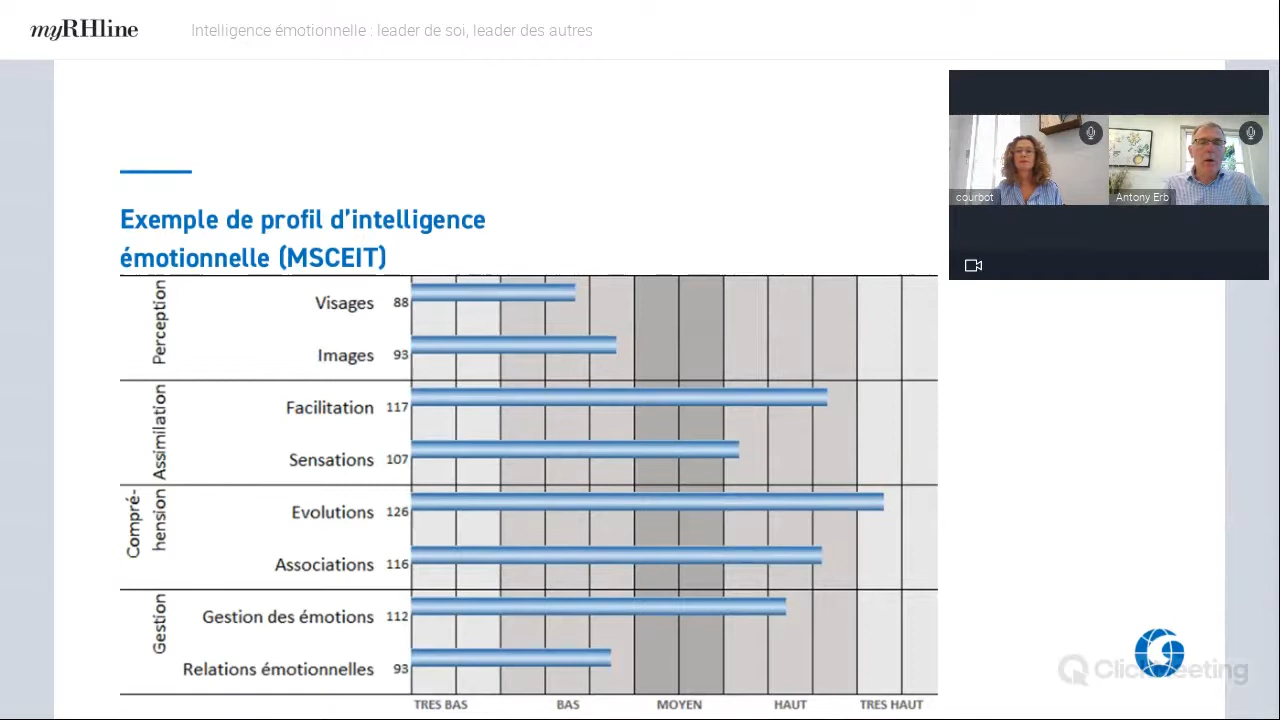 myRHline
Intelligence émotionnelle : leader de soi, leader des autres
courbot
Antony Erb
Exemple de profil d'intelligence
émotionnelle (MSCEIT)
Perception
Visages 88
Images 93
Assimilation
Facilitation 117
Sensations 107
Compré-
hension
Evolutions 126
Associations 116
Gestion
Gestion des émotions 112
Relations émotionnelles 93
TRES BAS BAS MOYEN HAUT TRES HAUT
ClickMeeting